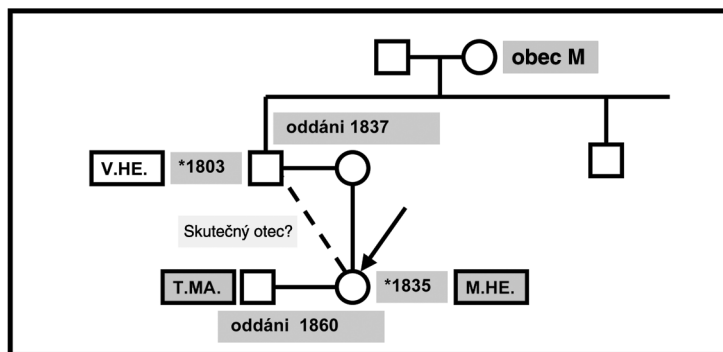 obec M
oddáni 1837
V.HE.
*1803
Skutečný otec?
T.MA.
*1835
M.HE.
oddáni 1860